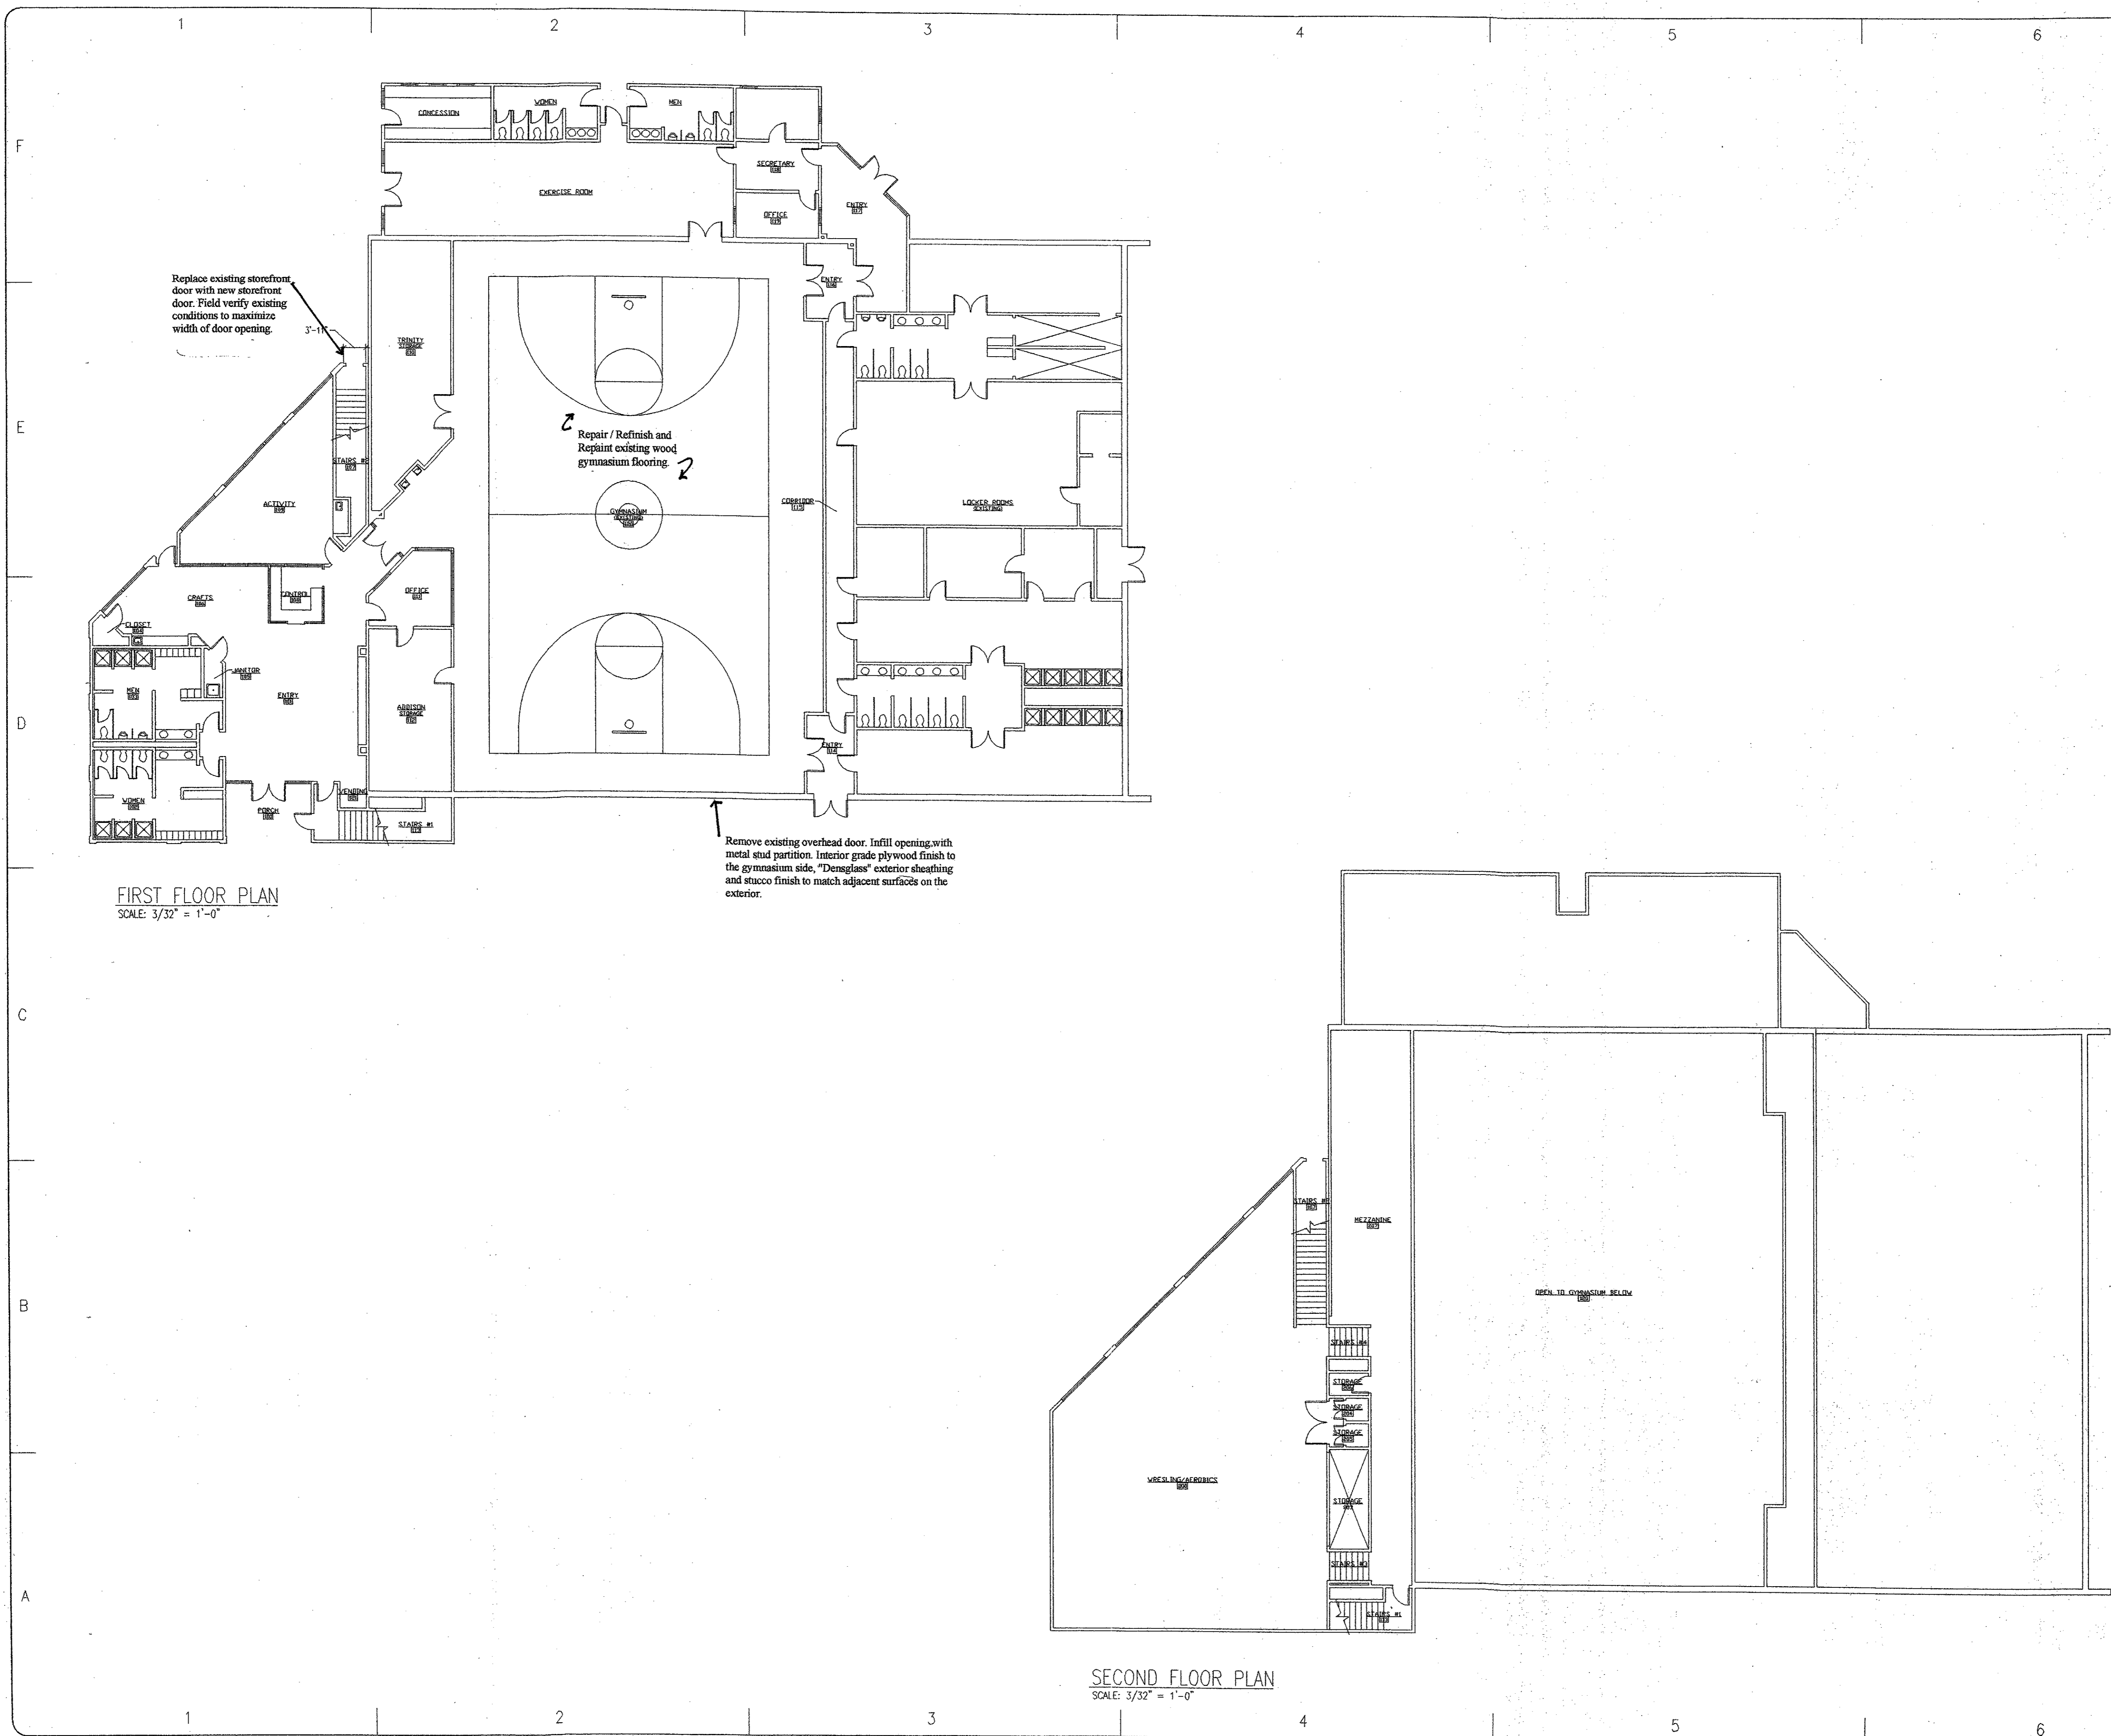 1 2 3 4 5 6
F
E
D
C
B
A
CONCESSION
WOMEN
MEN
SECRETARY
EXERCISE ROOM
OFFICE
ENTRY
ENTRY
Replace existing storefront
door with new storefront
door. Field verify existing
conditions to maximize
width of door opening.
3'-11"
TRINITY
STORAGE
Repair / Refinish and
Repaint existing wood
gymnasium flooring.
STAIRS #2
ACTIVITY
GYMNASIUM
(EXISTING)
CORRIDOR
LOCKER ROOMS
(EXISTING)
CRAFTS
CONTROL
OFFICE
CLOSET
JANITOR
MEN
ENTRY
ADDISON
STORAGE
ENTRY
WOMEN
VENDING
PORCH
STAIRS #1
Remove existing overhead door. Infill opening with
metal stud partition. Interior grade plywood finish to
the gymnasium side, "Densglass" exterior sheathing
and stucco finish to match adjacent surfaces on the
exterior.
FIRST FLOOR PLAN
SCALE: 3/32" = 1'-0"
STAIRS #2
MEZZANINE
OPEN TO GYMNASIUM BELOW
STAIRS #4
STORAGE
STORAGE
STORAGE
WRESLING/AEROBICS
STORAGE
STAIRS #3
STAIRS #1
SECOND FLOOR PLAN
SCALE: 3/32" = 1'-0"
1 2 3 4 5 6